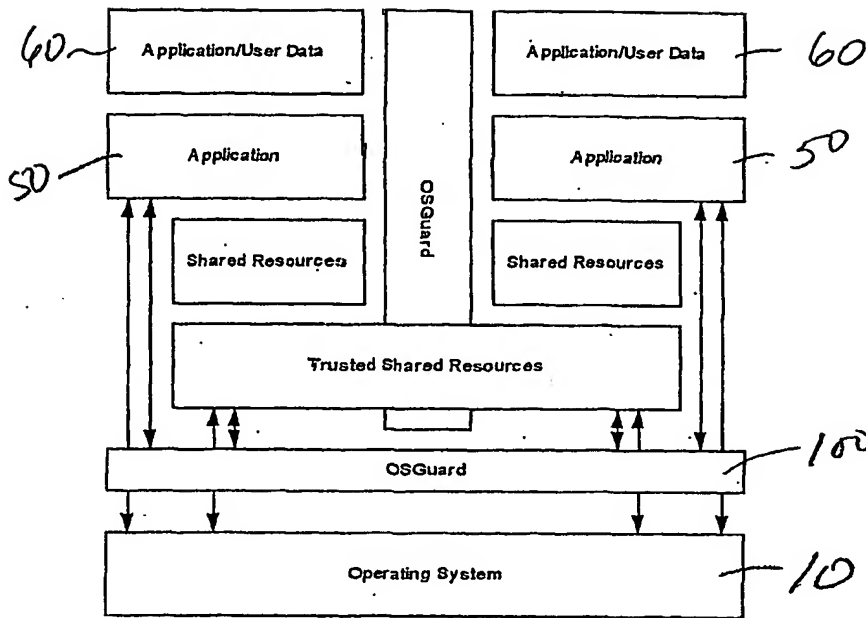 60 Application/User Data Application/User Data 60
50 Application Application 50
OSGuard
Shared Resources Shared Resources
Trusted Shared Resources
OSGuard 100
Operating System 10